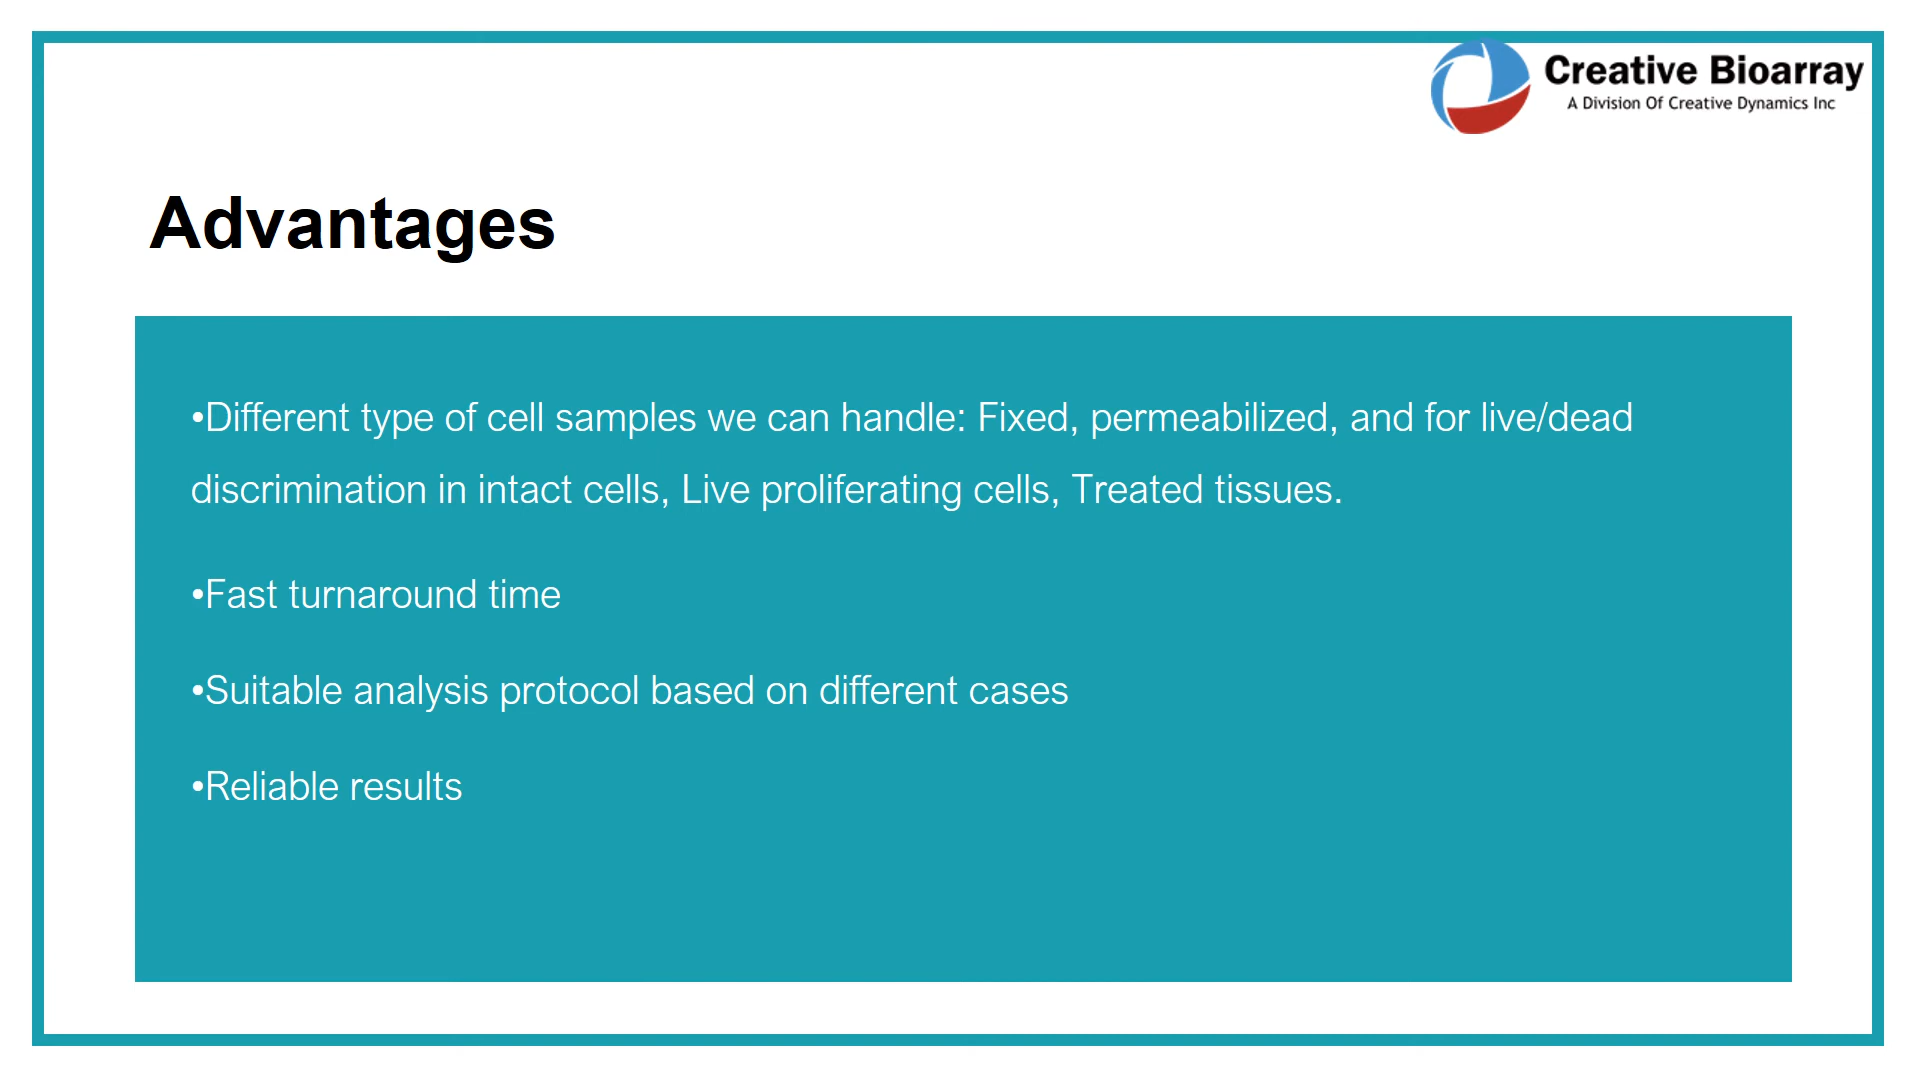 Creative Bioarray
A Division Of Creative Dynamics Inc
Advantages
•Different type of cell samples we can handle: Fixed, permeabilized, and for live/dead
discrimination in intact cells, Live proliferating cells, Treated tissues.
•Fast turnaround time
•Suitable analysis protocol based on different cases
•Reliable results